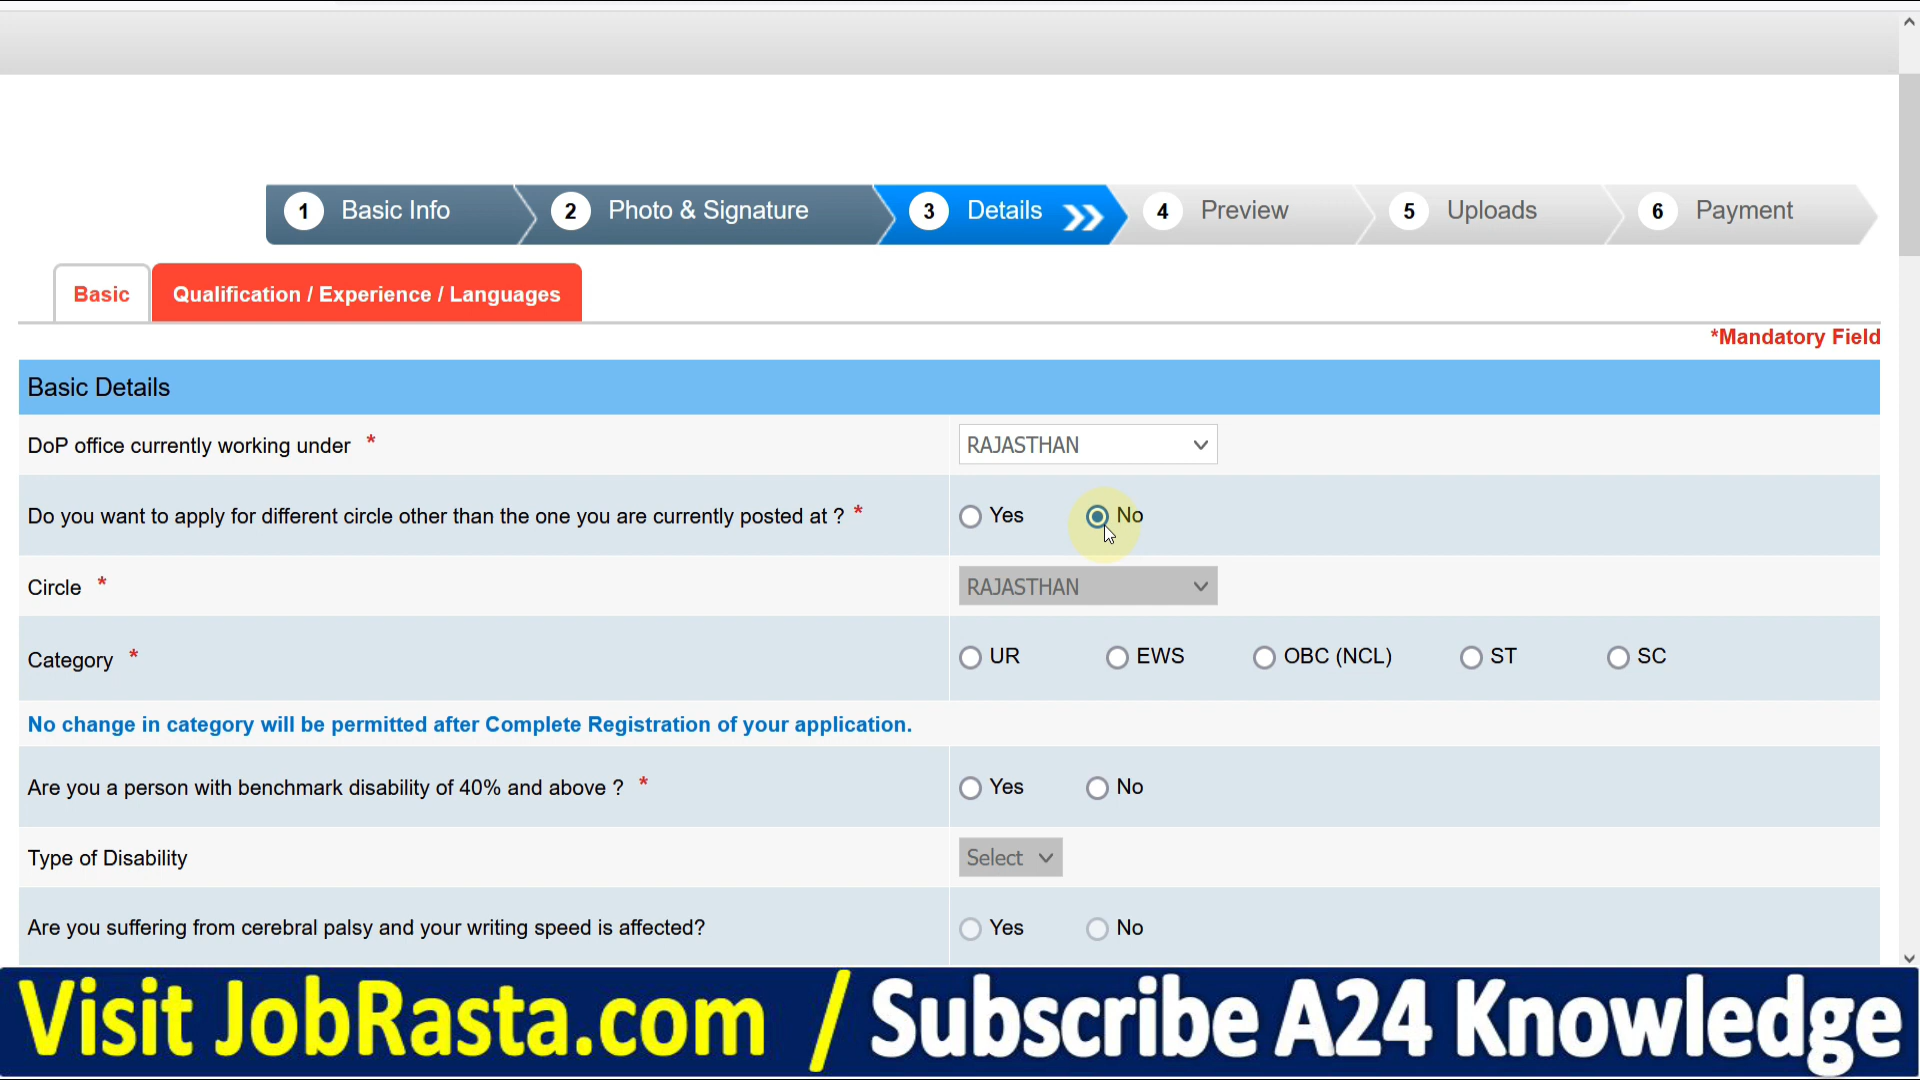 1 Basic Info 2 Photo & Signature 3 Details 4 Preview 5 Uploads 6 Payment
Basic Qualification / Experience / Languages
*Mandatory Field
Basic Details
DoP office currently working under * RAJASTHAN
Do you want to apply for different circle other than the one you are currently posted at ? * Yes No
Circle * RAJASTHAN
Category * UR EWS OBC (NCL) ST SC
No change in category will be permitted after Complete Registration of your application.
Are you a person with benchmark disability of 40% and above ? * Yes No
Type of Disability Select
Are you suffering from cerebral palsy and your writing speed is affected? Yes No
Visit JobRasta.com / Subscribe A24 Knowledge